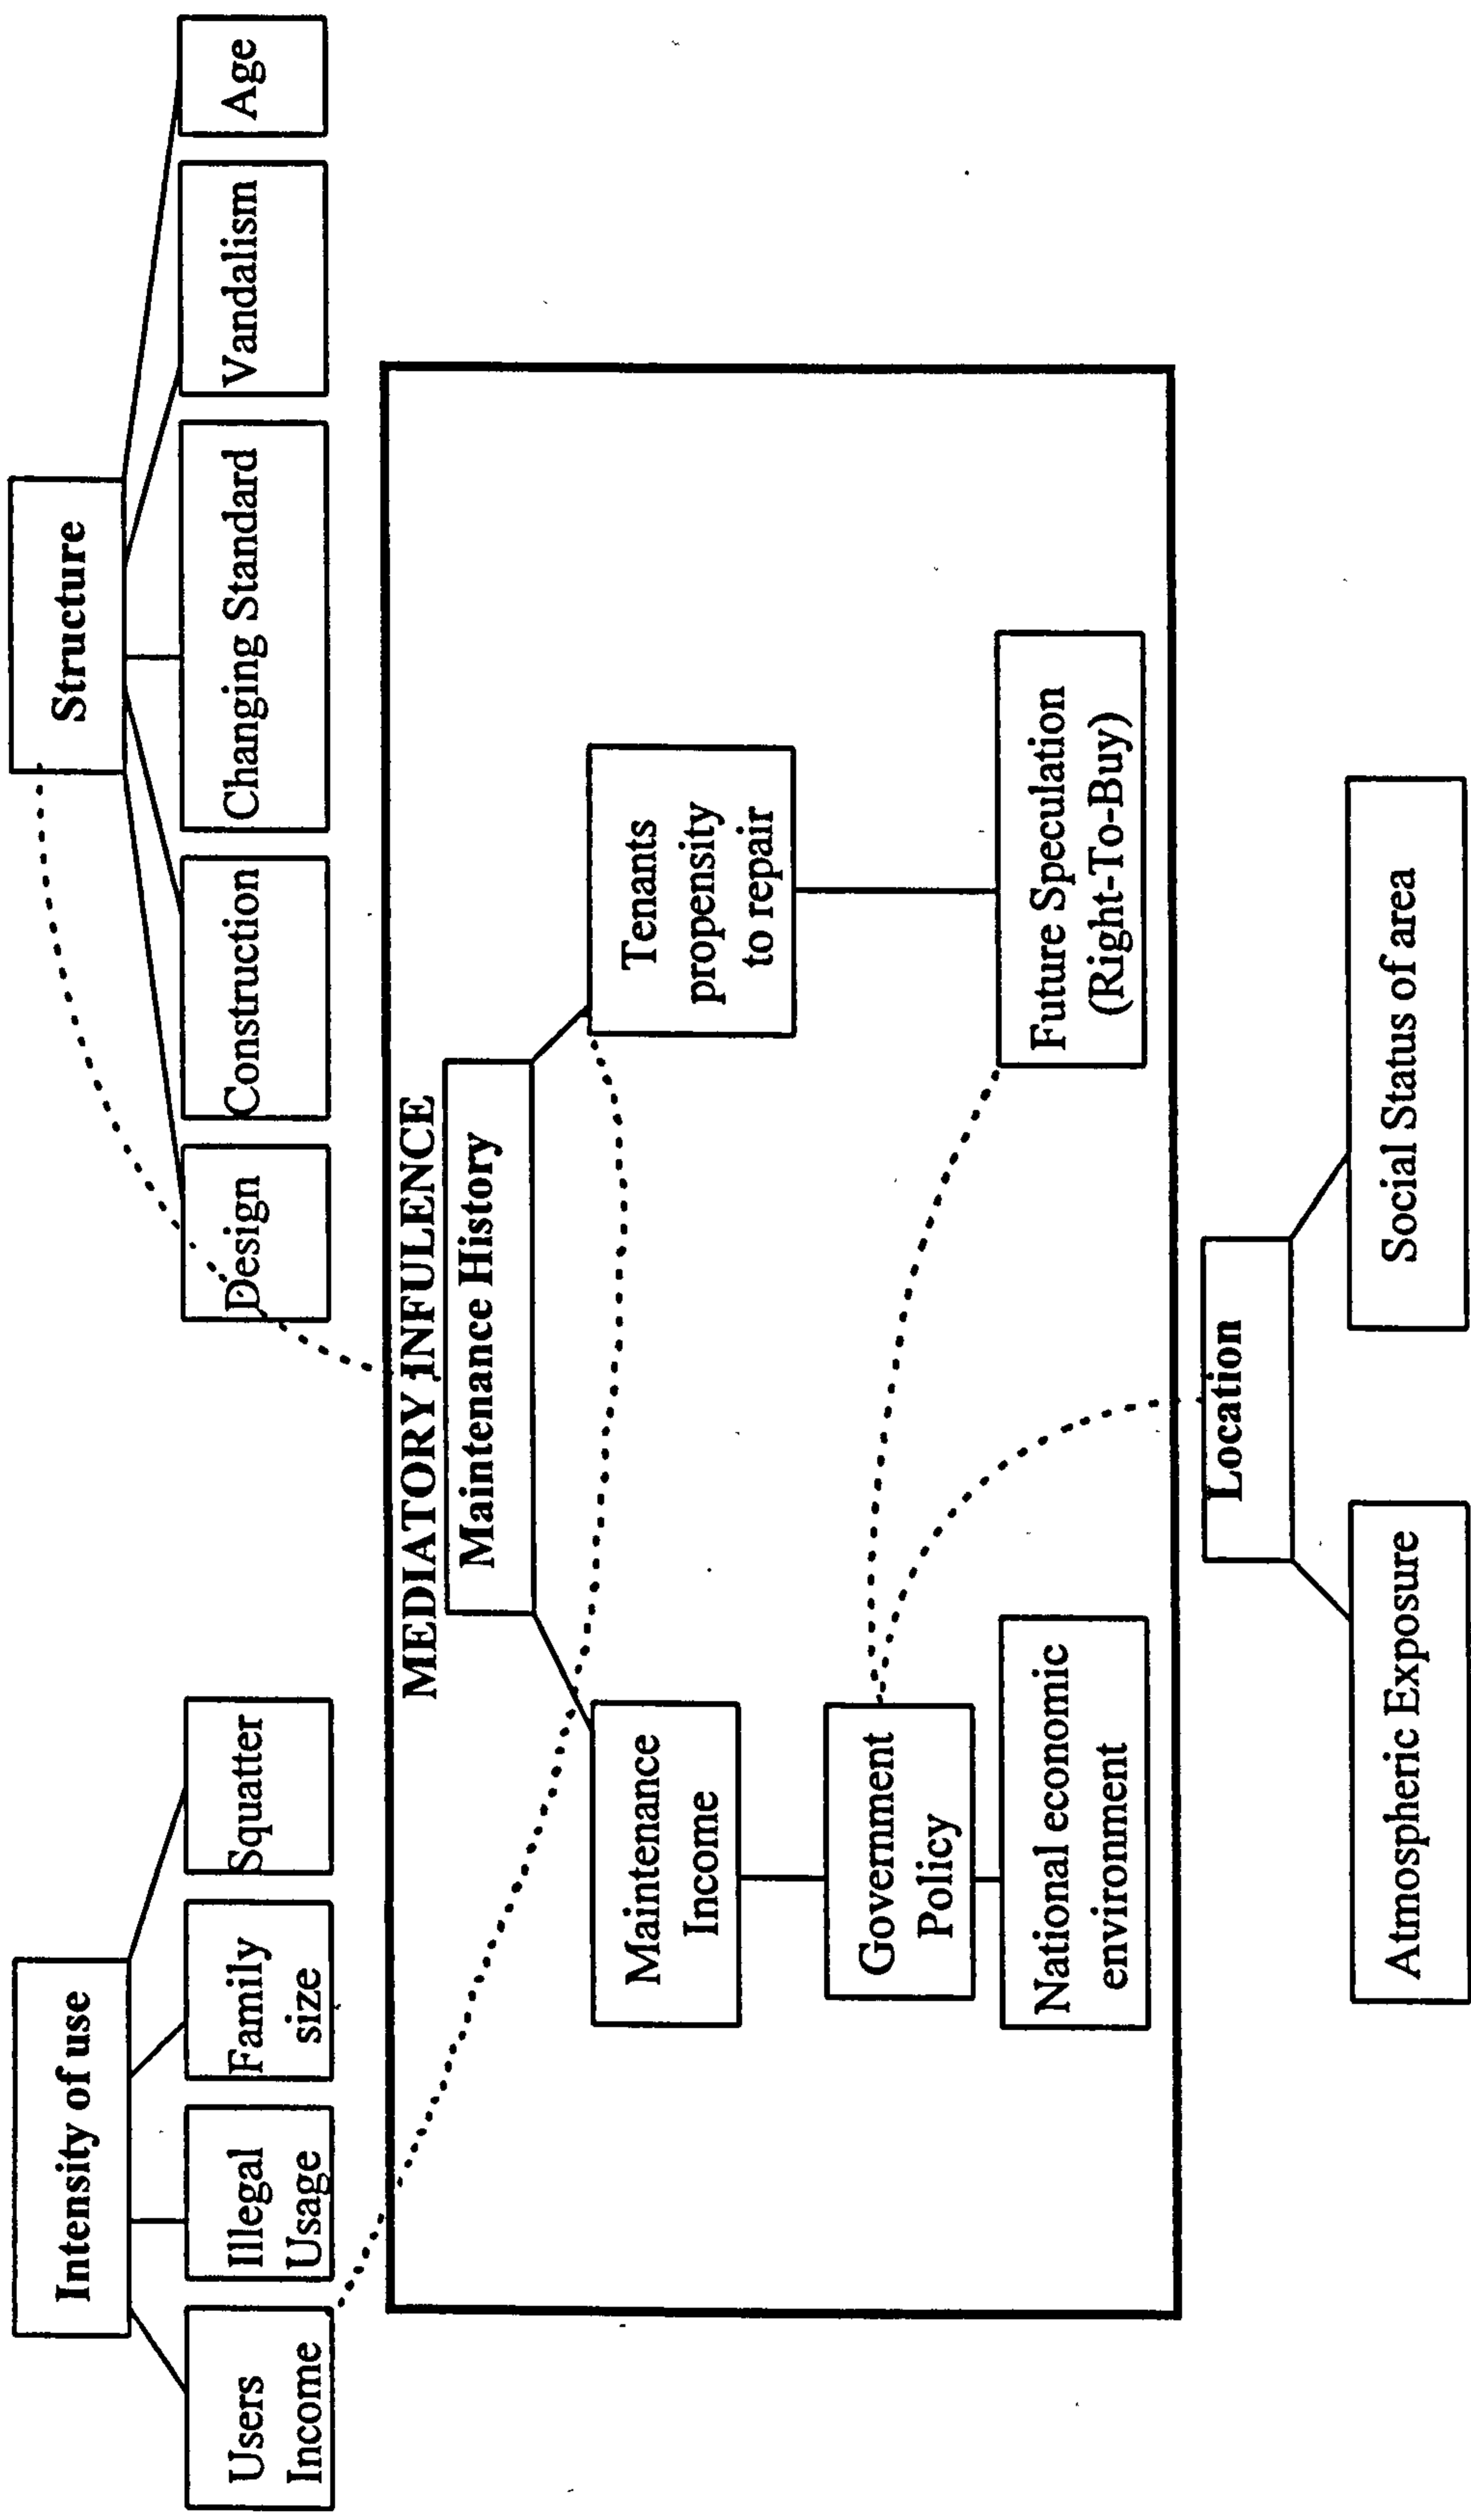 Intensity of use
Structure
Users
Income
Illegal
Usage
Family
size
Squatter
Design
Construction
Changing Standard
Vandalism
Age
MEDIATORY INFULENCE
Maintenance History
Maintenance
Income
Tenants
propensity
to repair
Government
Policy
National economic
environment
Future Speculation
(Right-To-Buy)
Location
Atmospheric Exposure
Social Status of area